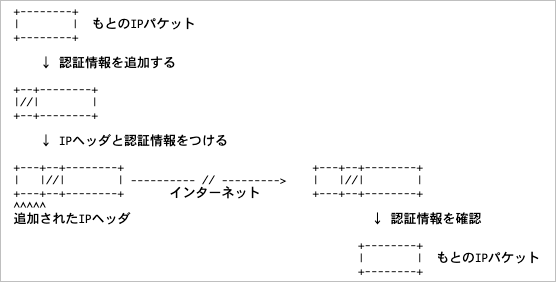 +--------+
|        |  もとのIPパケット
+--------+
↓ 認証情報を追加する
+--+--------+
|//|        |
+--+--------+
↓ IPヘッダと認証情報をつける
+---+--+--------+                            +---+--+--------+
|   |//|        | ---------- // --------->   |   |//|        |
+---+--+--------+        インターネット        +---+--+--------+
^^^^^
追加されたIPヘッダ                              ↓ 認証情報を確認
+--------+
|        |  もとのIPパケット
+--------+